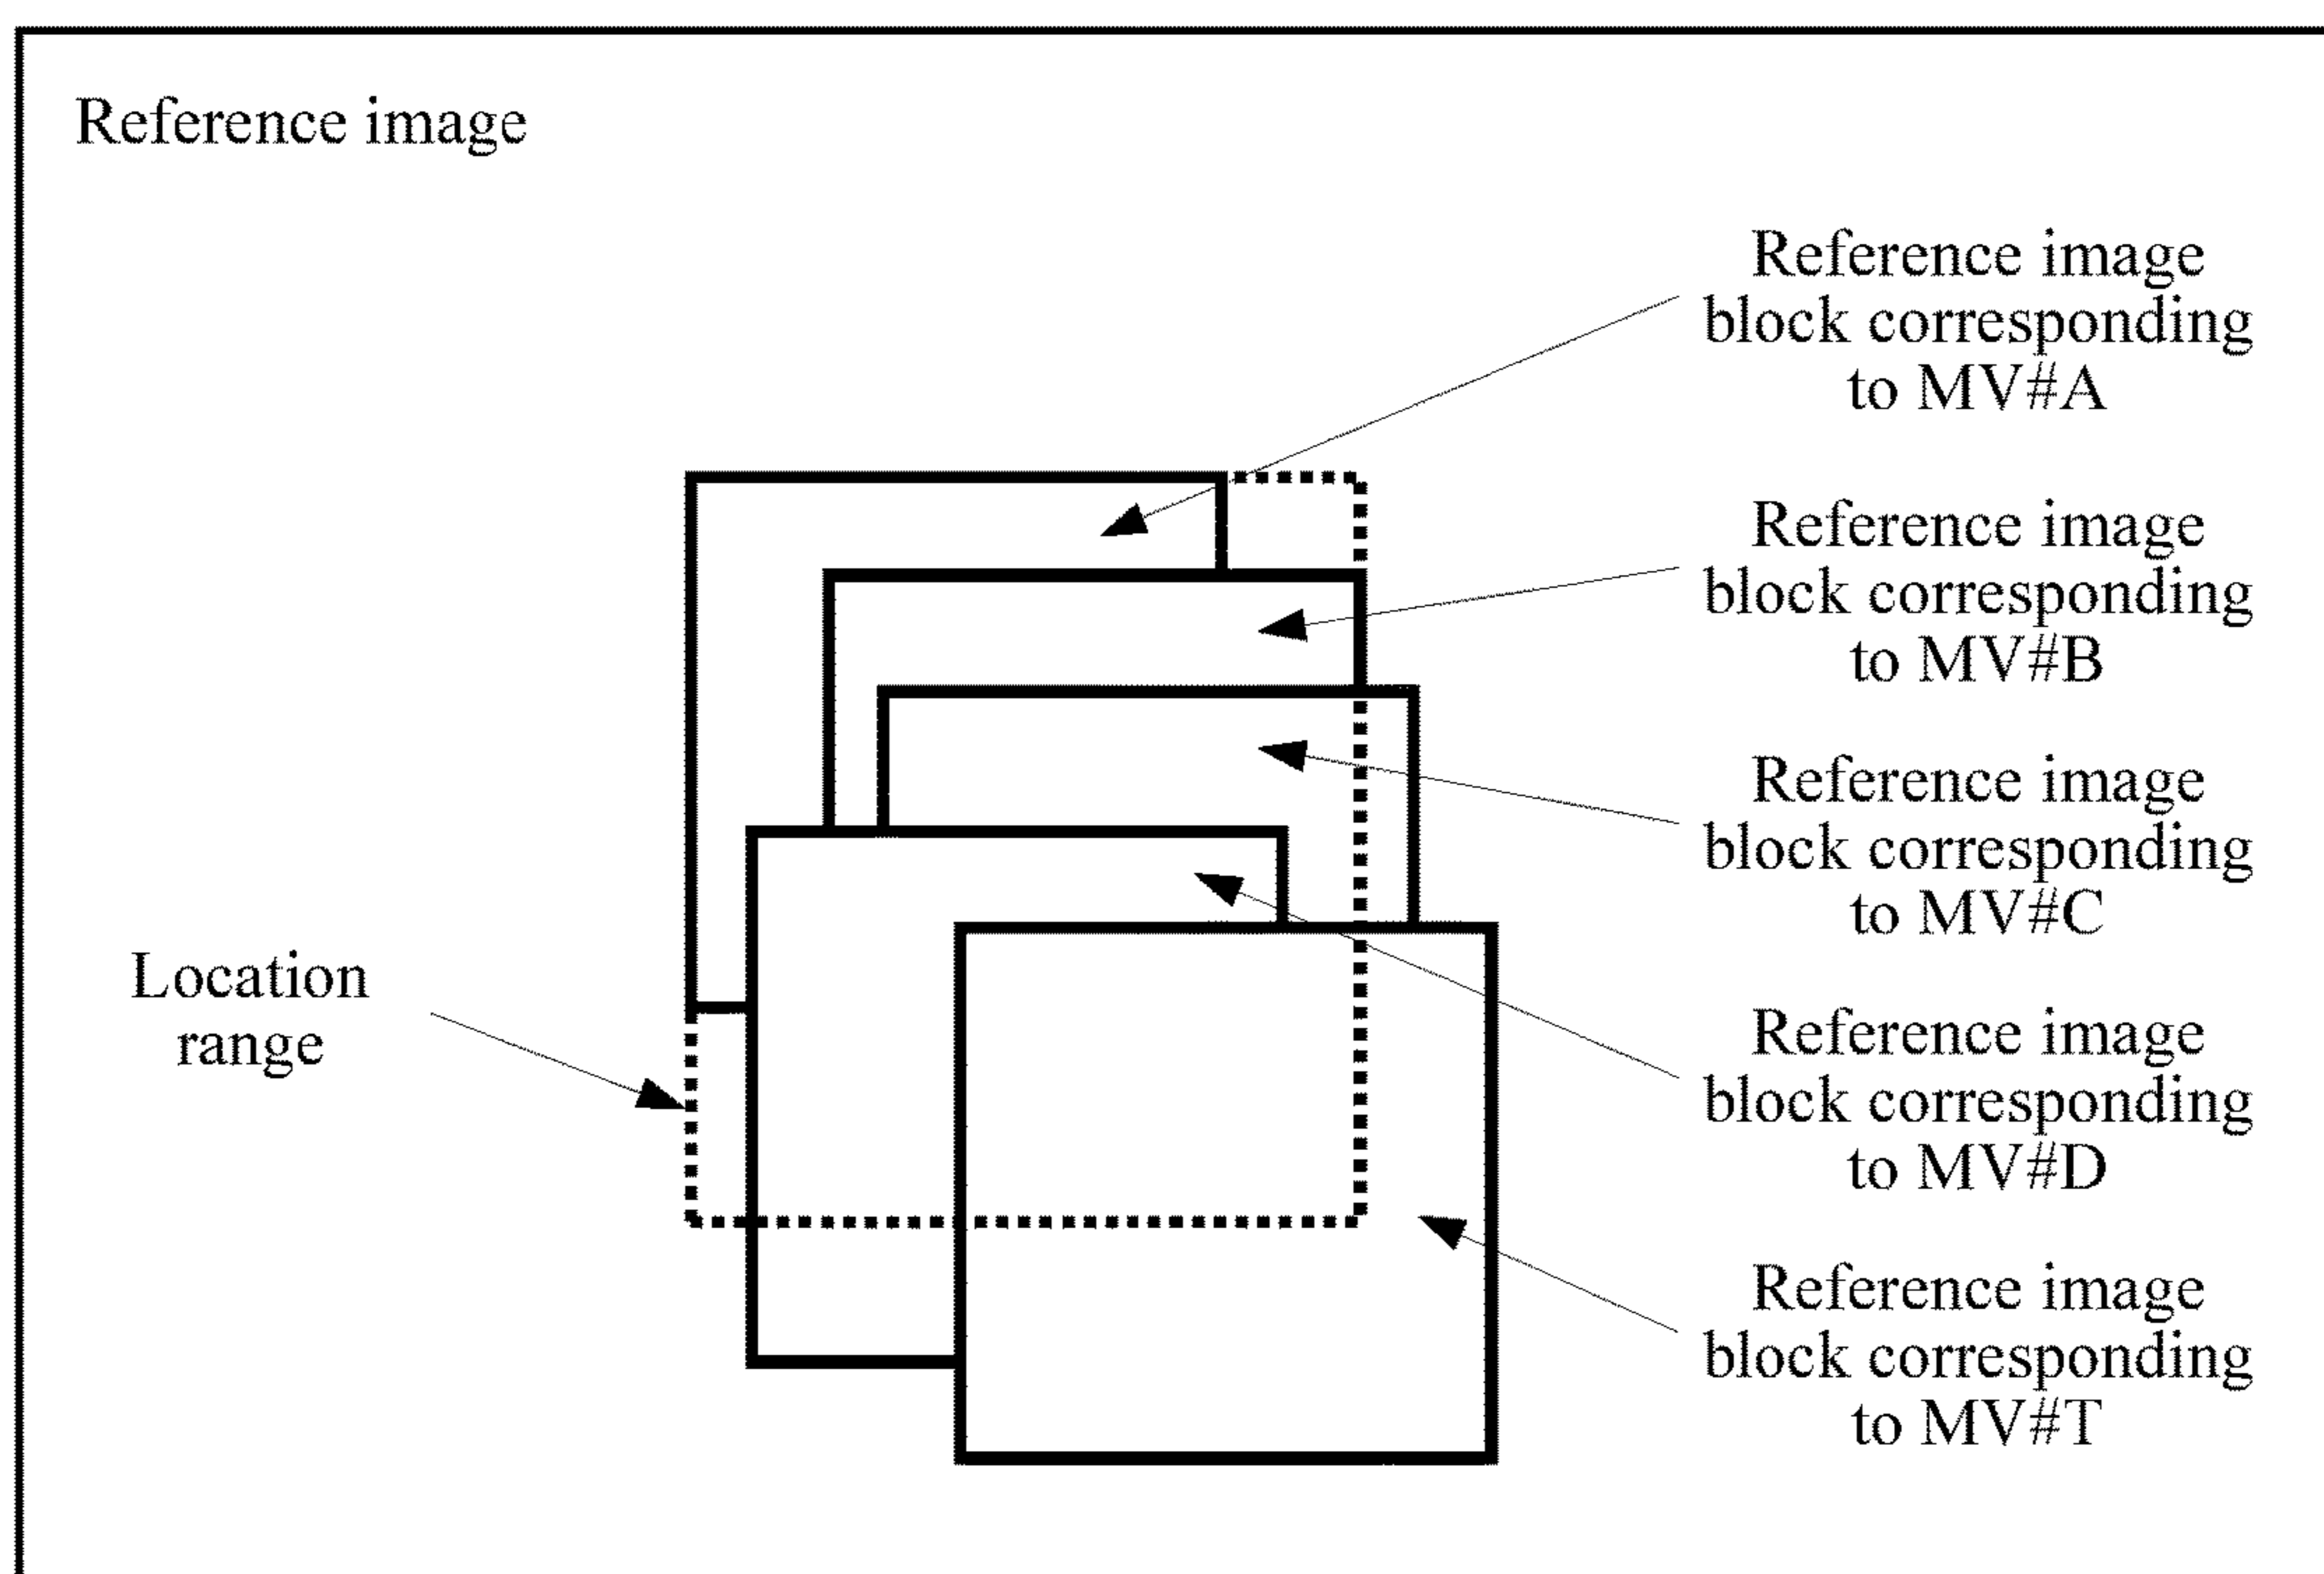 Reference image
Reference image
block corresponding
to MV#A
Reference image
block corresponding
to MV#B
Reference image
block corresponding
to MV#C
Location
range
Reference image
block corresponding
to MV#D
Reference image
block corresponding
to MV#T